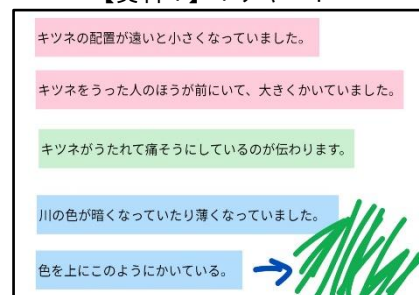 キツネの配置が遠いと小さくなっていました。
キツネをうった人のほうが前にいて、大きくかいていました。
キツネがうたれて痛そうにしているのが伝わります。
川の色が暗くなっていたり薄くなっていました。
色を上にこのようにかいている。